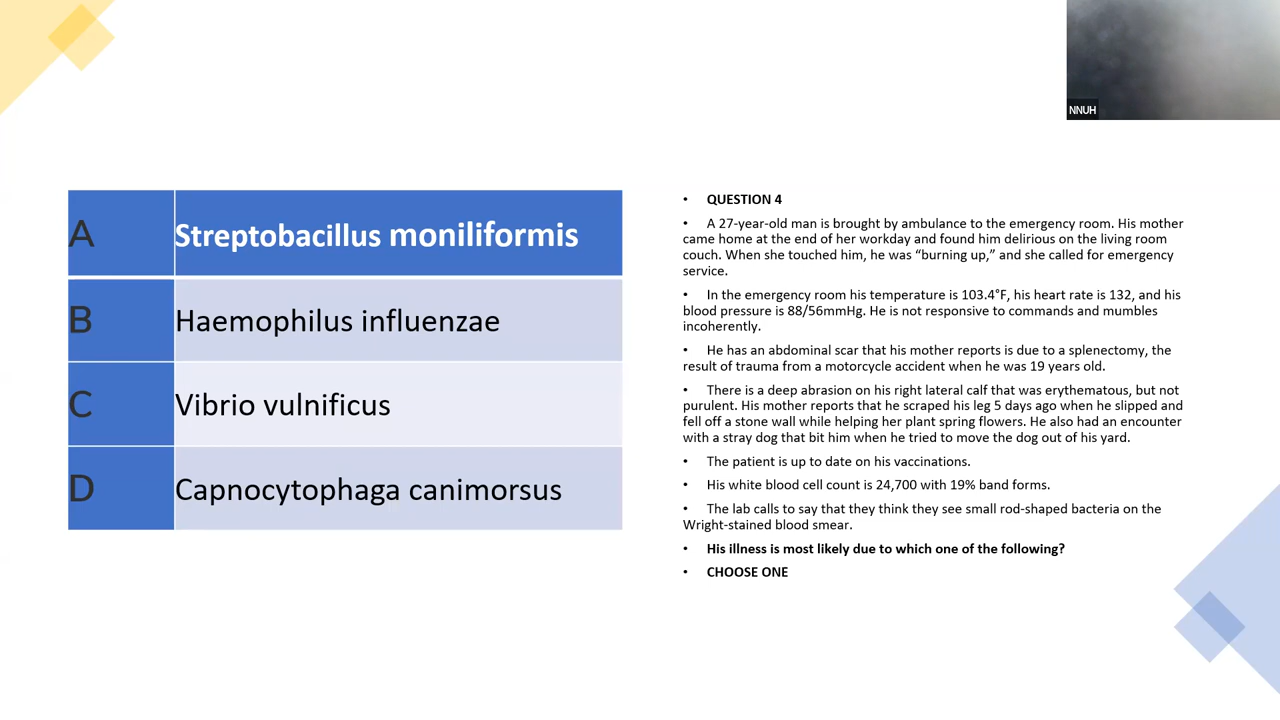 NNUH
A Streptobacillus moniliformis
B Haemophilus influenzae
C Vibrio vulnificus
D Capnocytophaga canimorsus
• QUESTION 4
• A 27-year-old man is brought by ambulance to the emergency room. His mother
came home at the end of her workday and found him delirious on the living room
couch. When she touched him, he was “burning up,” and she called for emergency
service.
• In the emergency room his temperature is 103.4°F, his heart rate is 132, and his
blood pressure is 88/56mmHg. He is not responsive to commands and mumbles
incoherently.
• He has an abdominal scar that his mother reports is due to a splenectomy, the
result of trauma from a motorcycle accident when he was 19 years old.
• There is a deep abrasion on his right lateral calf that was erythematous, but not
purulent. His mother reports that he scraped his leg 5 days ago when he slipped and
fell off a stone wall while helping her plant spring flowers. He also had an encounter
with a stray dog that bit him when he tried to move the dog out of his yard.
• The patient is up to date on his vaccinations.
• His white blood cell count is 24,700 with 19% band forms.
• The lab calls to say that they think they see small rod-shaped bacteria on the
Wright-stained blood smear.
• His illness is most likely due to which one of the following?
• CHOOSE ONE